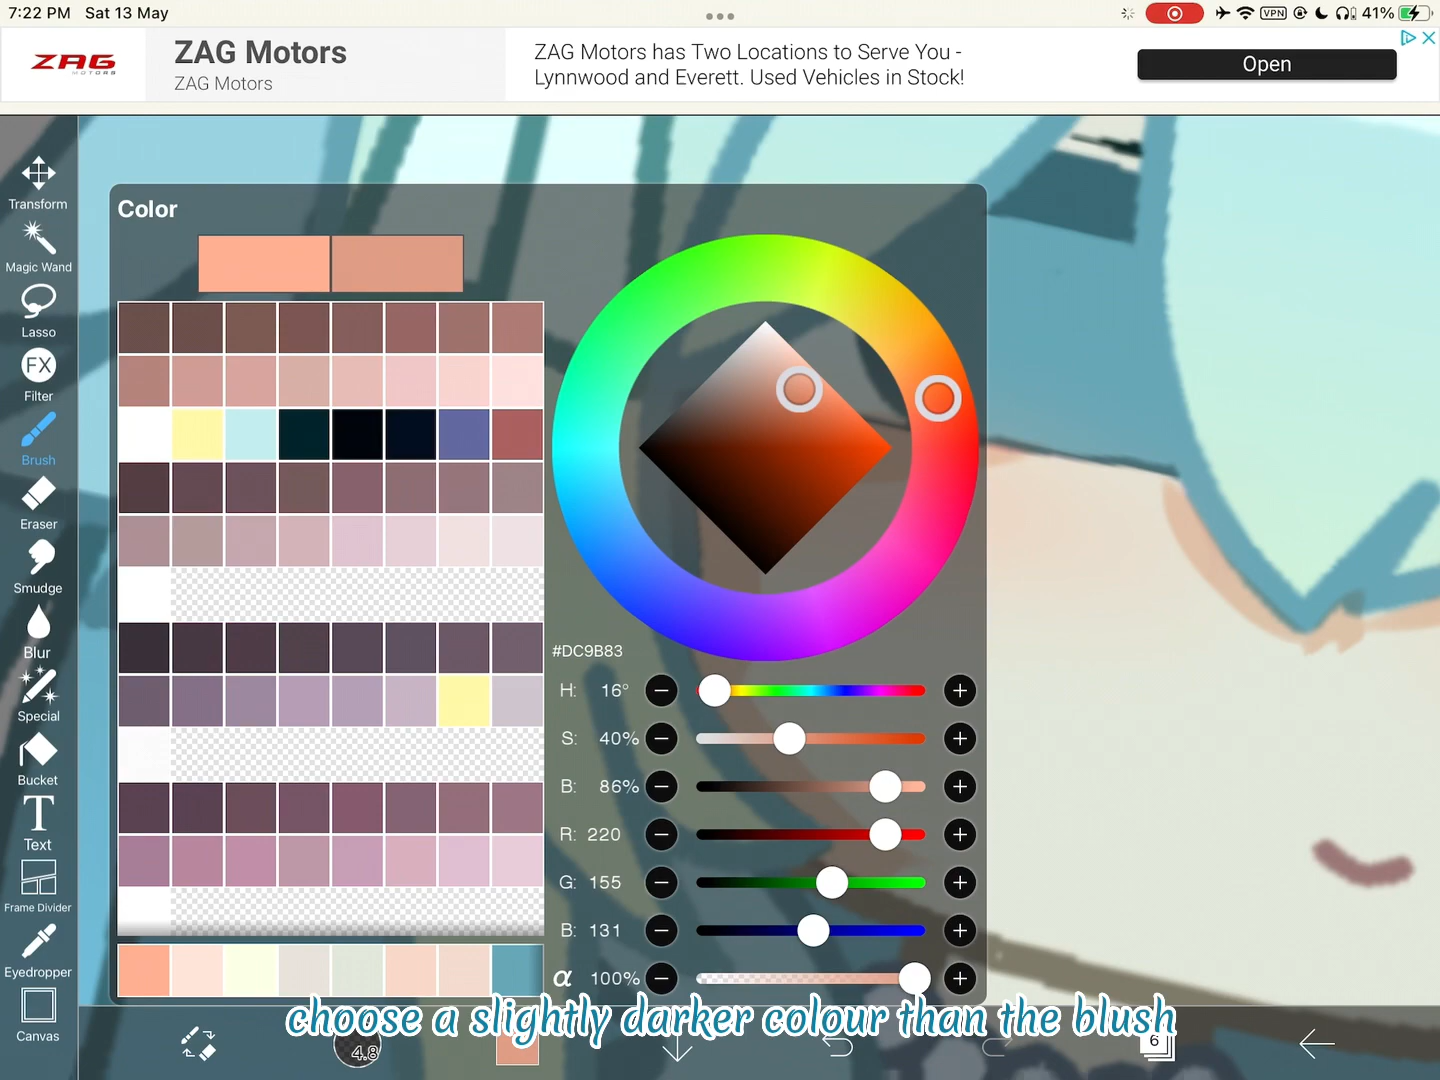 7:22 PM Sat 13 May
VPN 41%
ZAG
MOTORS
ZAG Motors
ZAG Motors
ZAG Motors has Two Locations to Serve You -
Lynnwood and Everett. Used Vehicles in Stock!
Open
Transform
Magic Wand
Lasso
FX
Filter
Brush
Eraser
Smudge
Blur
Special
Bucket
T
Text
Frame Divider
Eyedropper
Canvas
Color
#DC9B83
H: 16°
S: 40%
B: 86%
R: 220
G: 155
B: 131
α 100%
choose a slightly darker colour than the blush
4.8
6